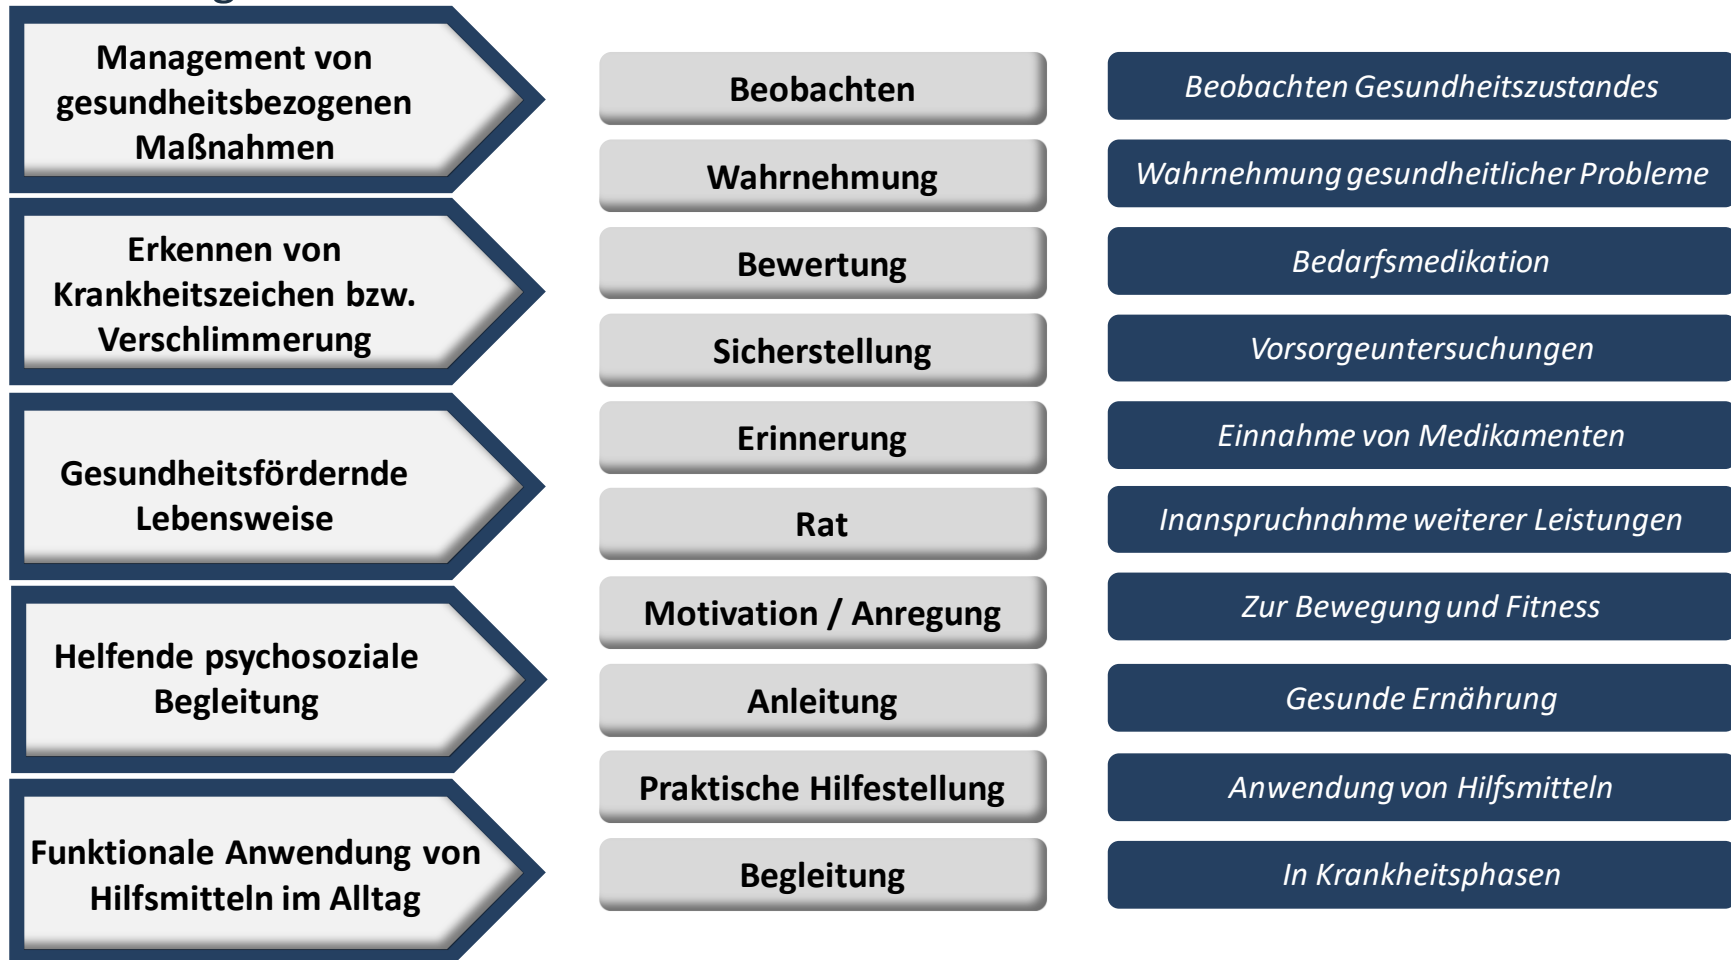 Management von
gesundheitsbezogenen
Maßnahmen
Erkennen von
Krankheitszeichen bzw.
Verschlimmerung
Gesundheitsfördernde
Lebensweise
Helfende psychosoziale
Begleitung
Funktionale Anwendung von
Hilfsmitteln im Alltag
Beobachten
Wahrnehmung
Bewertung
Sicherstellung
Erinnerung
Rat
Motivation / Anregung
Anleitung
Praktische Hilfestellung
Begleitung
Beobachten Gesundheitszustandes
Wahrnehmung gesundheitlicher Probleme
Bedarfsmedikation
Vorsorgeuntersuchungen
Einnahme von Medikamenten
Inanspruchnahme weiterer Leistungen
Zur Bewegung und Fitness
Gesunde Ernährung
Anwendung von Hilfsmitteln
In Krankheitsphasen